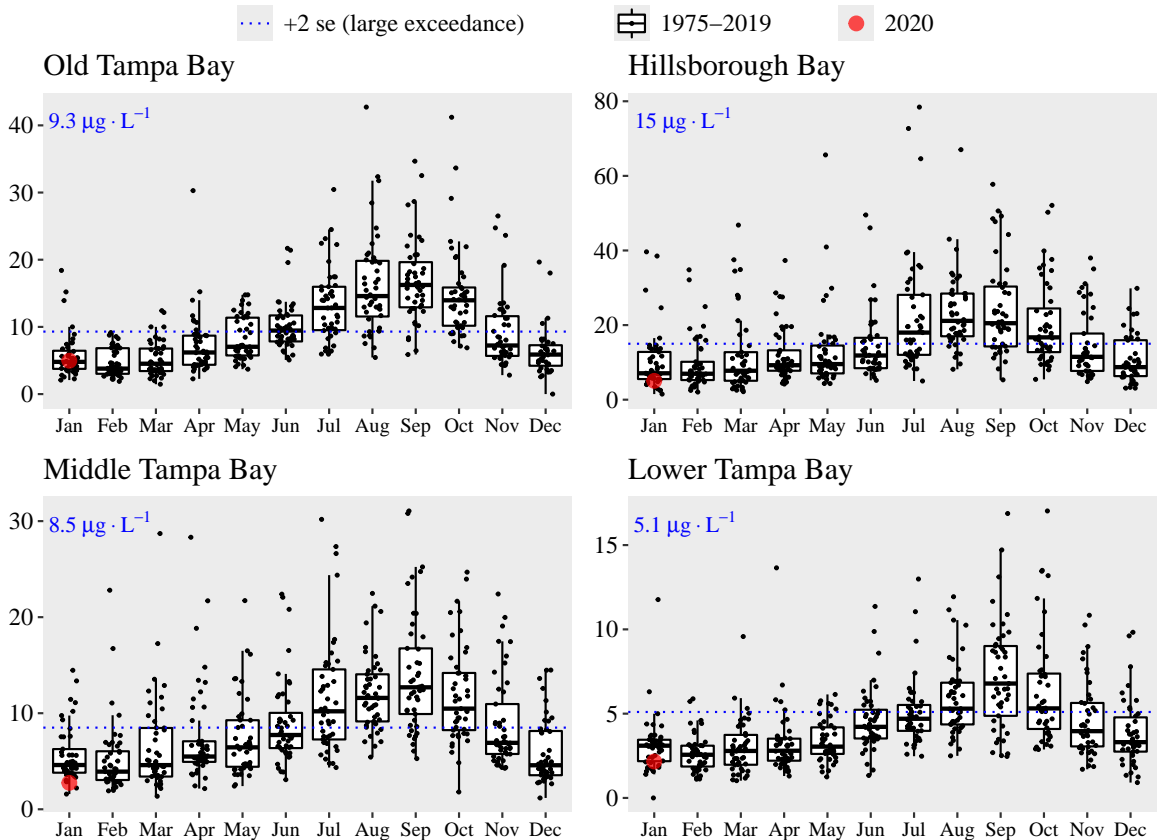 +2 se (large exceedance) 1975−2019 2020
Old Tampa Bay
9.3 μg · L⁻¹
40
30
20
10
0
Jan Feb Mar Apr May Jun Jul Aug Sep Oct Nov Dec
Hillsborough Bay
15 μg · L⁻¹
80
60
40
20
0
Jan Feb Mar Apr May Jun Jul Aug Sep Oct Nov Dec
Middle Tampa Bay
8.5 μg · L⁻¹
30
20
10
0
Jan Feb Mar Apr May Jun Jul Aug Sep Oct Nov Dec
Lower Tampa Bay
5.1 μg · L⁻¹
15
10
5
0
Jan Feb Mar Apr May Jun Jul Aug Sep Oct Nov Dec